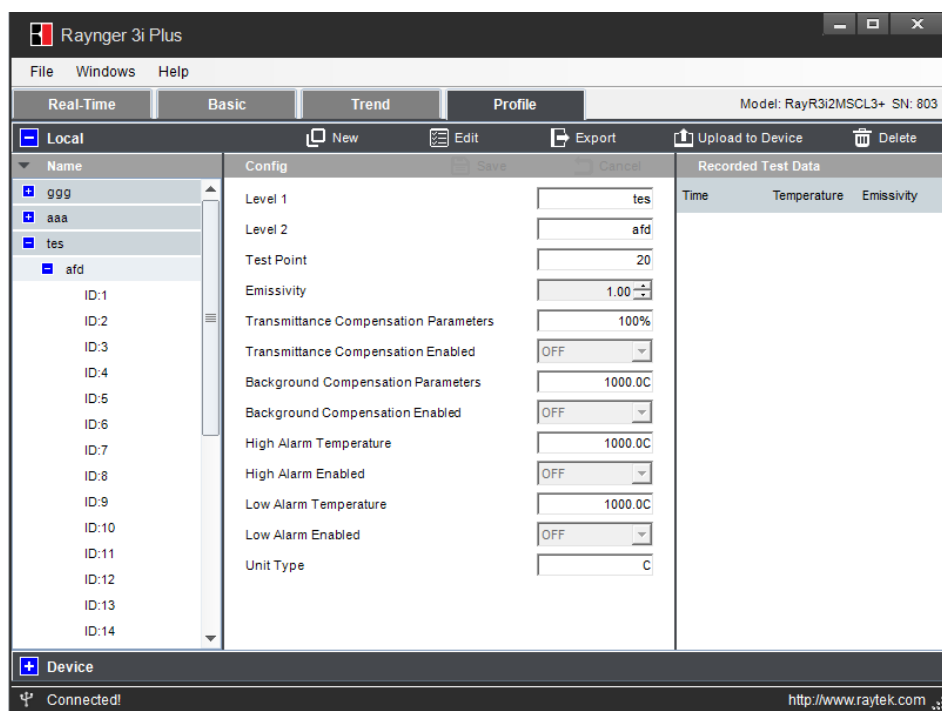 Raynger 3i Plus
File Windows Help
Real-Time Basic Trend Profile Model: RayR3i2MSCL3+ SN: 803
Local New Edit Export Upload to Device Delete
Name Config Save Cancel Recorded Test Data
ggg
aaa
tes
afd
ID:1
ID:2
ID:3
ID:4
ID:5
ID:6
ID:7
ID:8
ID:9
ID:10
ID:11
ID:12
ID:13
ID:14
Level 1 tes
Level 2 afd
Test Point 20
Emissivity 1.00
Transmittance Compensation Parameters 100%
Transmittance Compensation Enabled OFF
Background Compensation Parameters 1000.0C
Background Compensation Enabled OFF
High Alarm Temperature 1000.0C
High Alarm Enabled OFF
Low Alarm Temperature 1000.0C
Low Alarm Enabled OFF
Unit Type C
Time Temperature Emissivity
Device
Connected! http://www.raytek.com